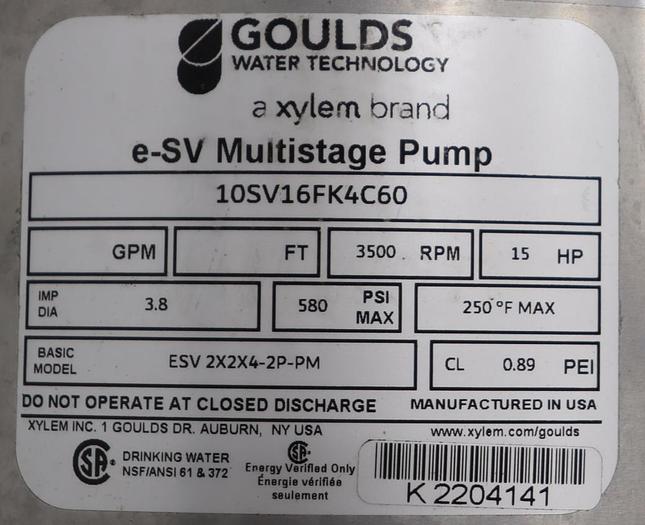 GOULDS
WATER TECHNOLOGY
a xylem brand
e-SV Multistage Pump
10SV16FK4C60
GPM FT 3500 RPM 15 HP
IMP DIA 3.8 580 PSI MAX 250°F MAX
BASIC MODEL ESV 2X2X4-2P-PM CL 0.89 PEI
DO NOT OPERATE AT CLOSED DISCHARGE MANUFACTURED IN USA
XYLEM INC. 1 GOULDS DR. AUBURN, NY USA www.xylem.com/goulds
SA DRINKING WATER
NSF/ANSI 61 & 372
SA
Energy Verified Only
Énergie vérifiée
seulement
K 2204141